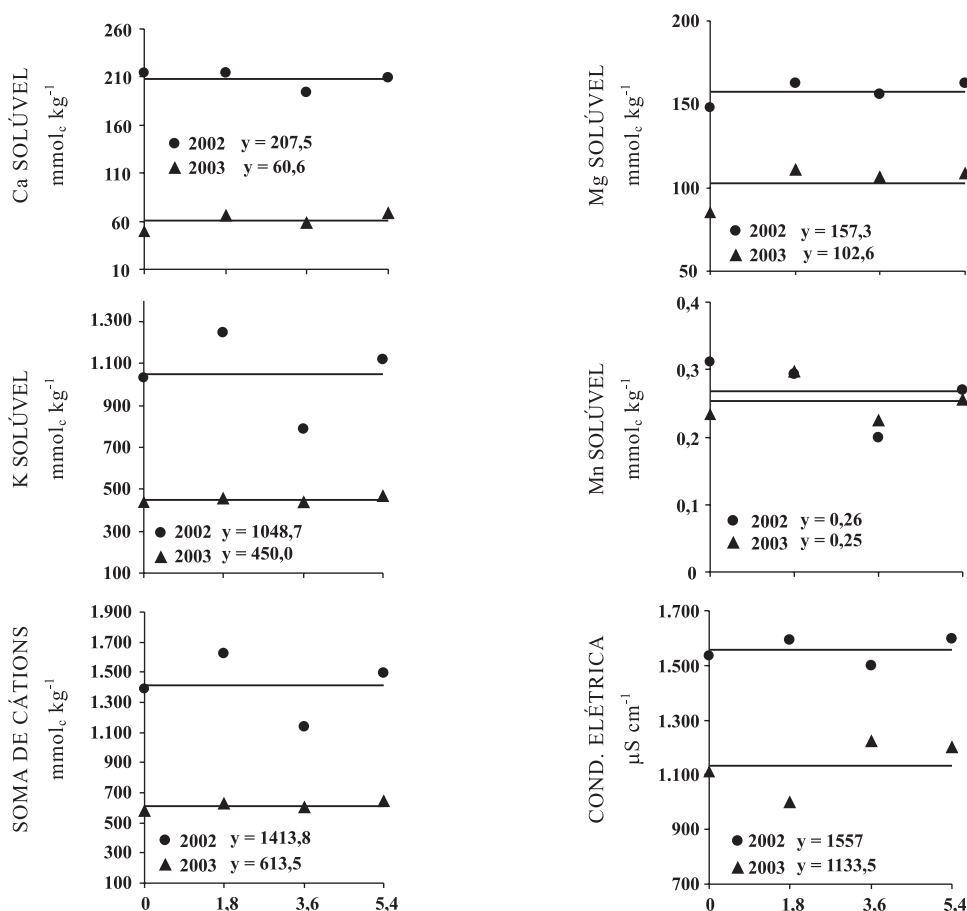 Ca SOLÚVEL
mmol_c kg⁻¹
260
210
160
110
60
10
● 2002 y = 207,5
▲ 2003 y = 60,6
Mg SOLÚVEL
mmol_c kg⁻¹
200
150
100
50
● 2002 y = 157,3
▲ 2003 y = 102,6
K SOLÚVEL
mmol_c kg⁻¹
1.300
1.100
900
700
500
300
100
● 2002 y = 1048,7
▲ 2003 y = 450,0
Mn SOLÚVEL
mmol_c kg⁻¹
0,4
0,3
0,2
0,1
0
● 2002 y = 0,26
▲ 2003 y = 0,25
SOMA DE CÁTIONS
mmol_c kg⁻¹
1.900
1.700
1.500
1.300
1.100
900
700
500
300
100
● 2002 y = 1413,8
▲ 2003 y = 613,5
0 1,8 3,6 5,4
COND. ELÉTRICA
µS cm⁻¹
1.700
1.500
1.300
1.100
900
700
● 2002 y = 1557
▲ 2003 y = 1133,5
0 1,8 3,6 5,4